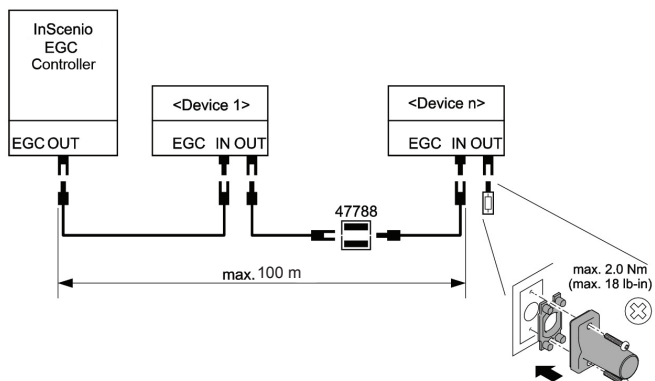 InScenio
EGC
Controller
EGC OUT
<Device 1>
EGC IN OUT
<Device n>
EGC IN OUT
47788
max. 100 m
max. 2.0 Nm
(max. 18 lb-in)